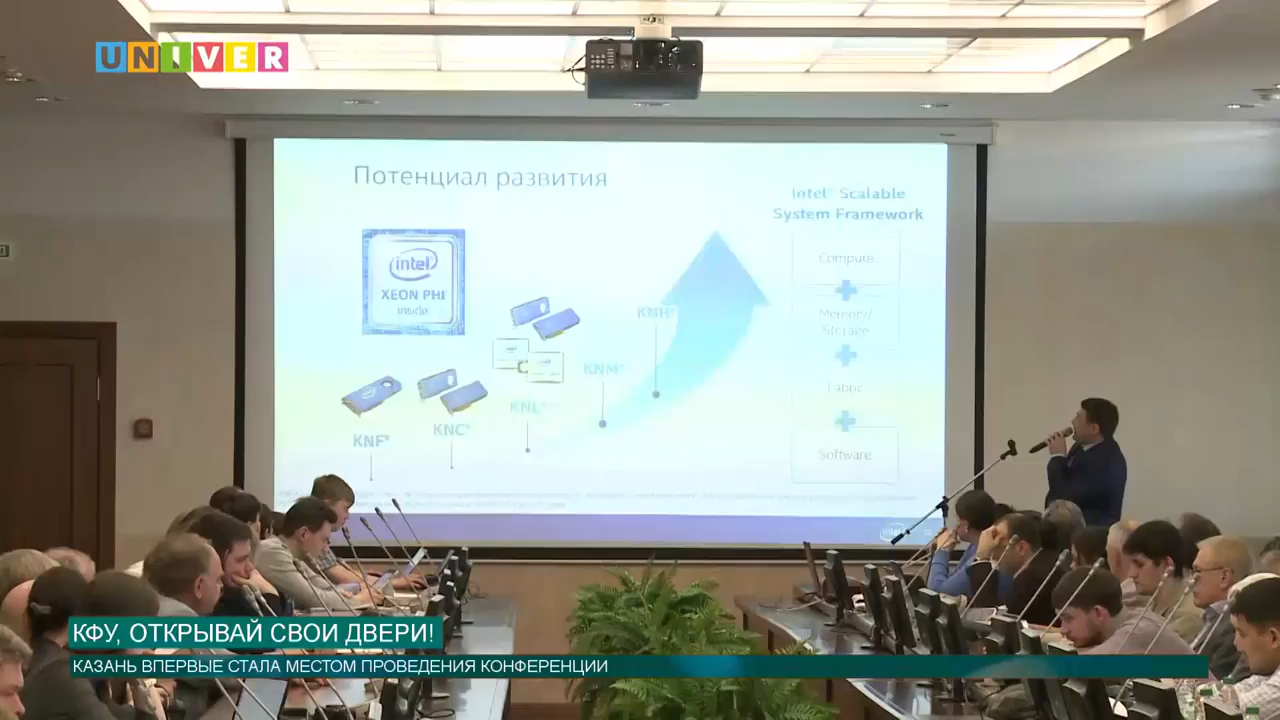 UNIVER
Потенциал развития
Intel® Scalable
System Framework
intel
XEON PHI
inside
Compute
Memory/
Storage
Fabric
Software
KNH*
KNM*
KNL*
KNC*
KNF*
КФУ, ОТКРЫВАЙ СВОИ ДВЕРИ!
КАЗАНЬ ВПЕРВЫЕ СТАЛА МЕСТОМ ПРОВЕДЕНИЯ КОНФЕРЕНЦИИ